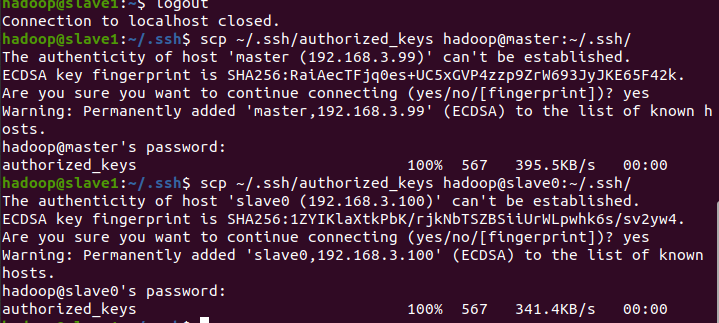 hadoop@slave1:~$ logout
Connection to localhost closed.
hadoop@slave1:~/.ssh$ scp ~/.ssh/authorized_keys hadoop@master:~/.ssh/
The authenticity of host 'master (192.168.3.99)' can't be established.
ECDSA key fingerprint is SHA256:RaiAecTFjq0es+UC5xGVP4zzp9ZrW693JyJKE65F42k.
Are you sure you want to continue connecting (yes/no/[fingerprint])? yes
Warning: Permanently added 'master,192.168.3.99' (ECDSA) to the list of known h
osts.
hadoop@master's password:
authorized_keys 100% 567 395.5KB/s 00:00
hadoop@slave1:~/.ssh$ scp ~/.ssh/authorized_keys hadoop@slave0:~/.ssh/
The authenticity of host 'slave0 (192.168.3.100)' can't be established.
ECDSA key fingerprint is SHA256:1ZYIKlaXtkPbK/rjkNbTSZBSiiUrWLpwhk6s/sv2yw4.
Are you sure you want to continue connecting (yes/no/[fingerprint])? yes
Warning: Permanently added 'slave0,192.168.3.100' (ECDSA) to the list of known
hosts.
hadoop@slave0's password:
authorized_keys 100% 567 341.4KB/s 00:00
hadoop@slave1:~/.ssh$